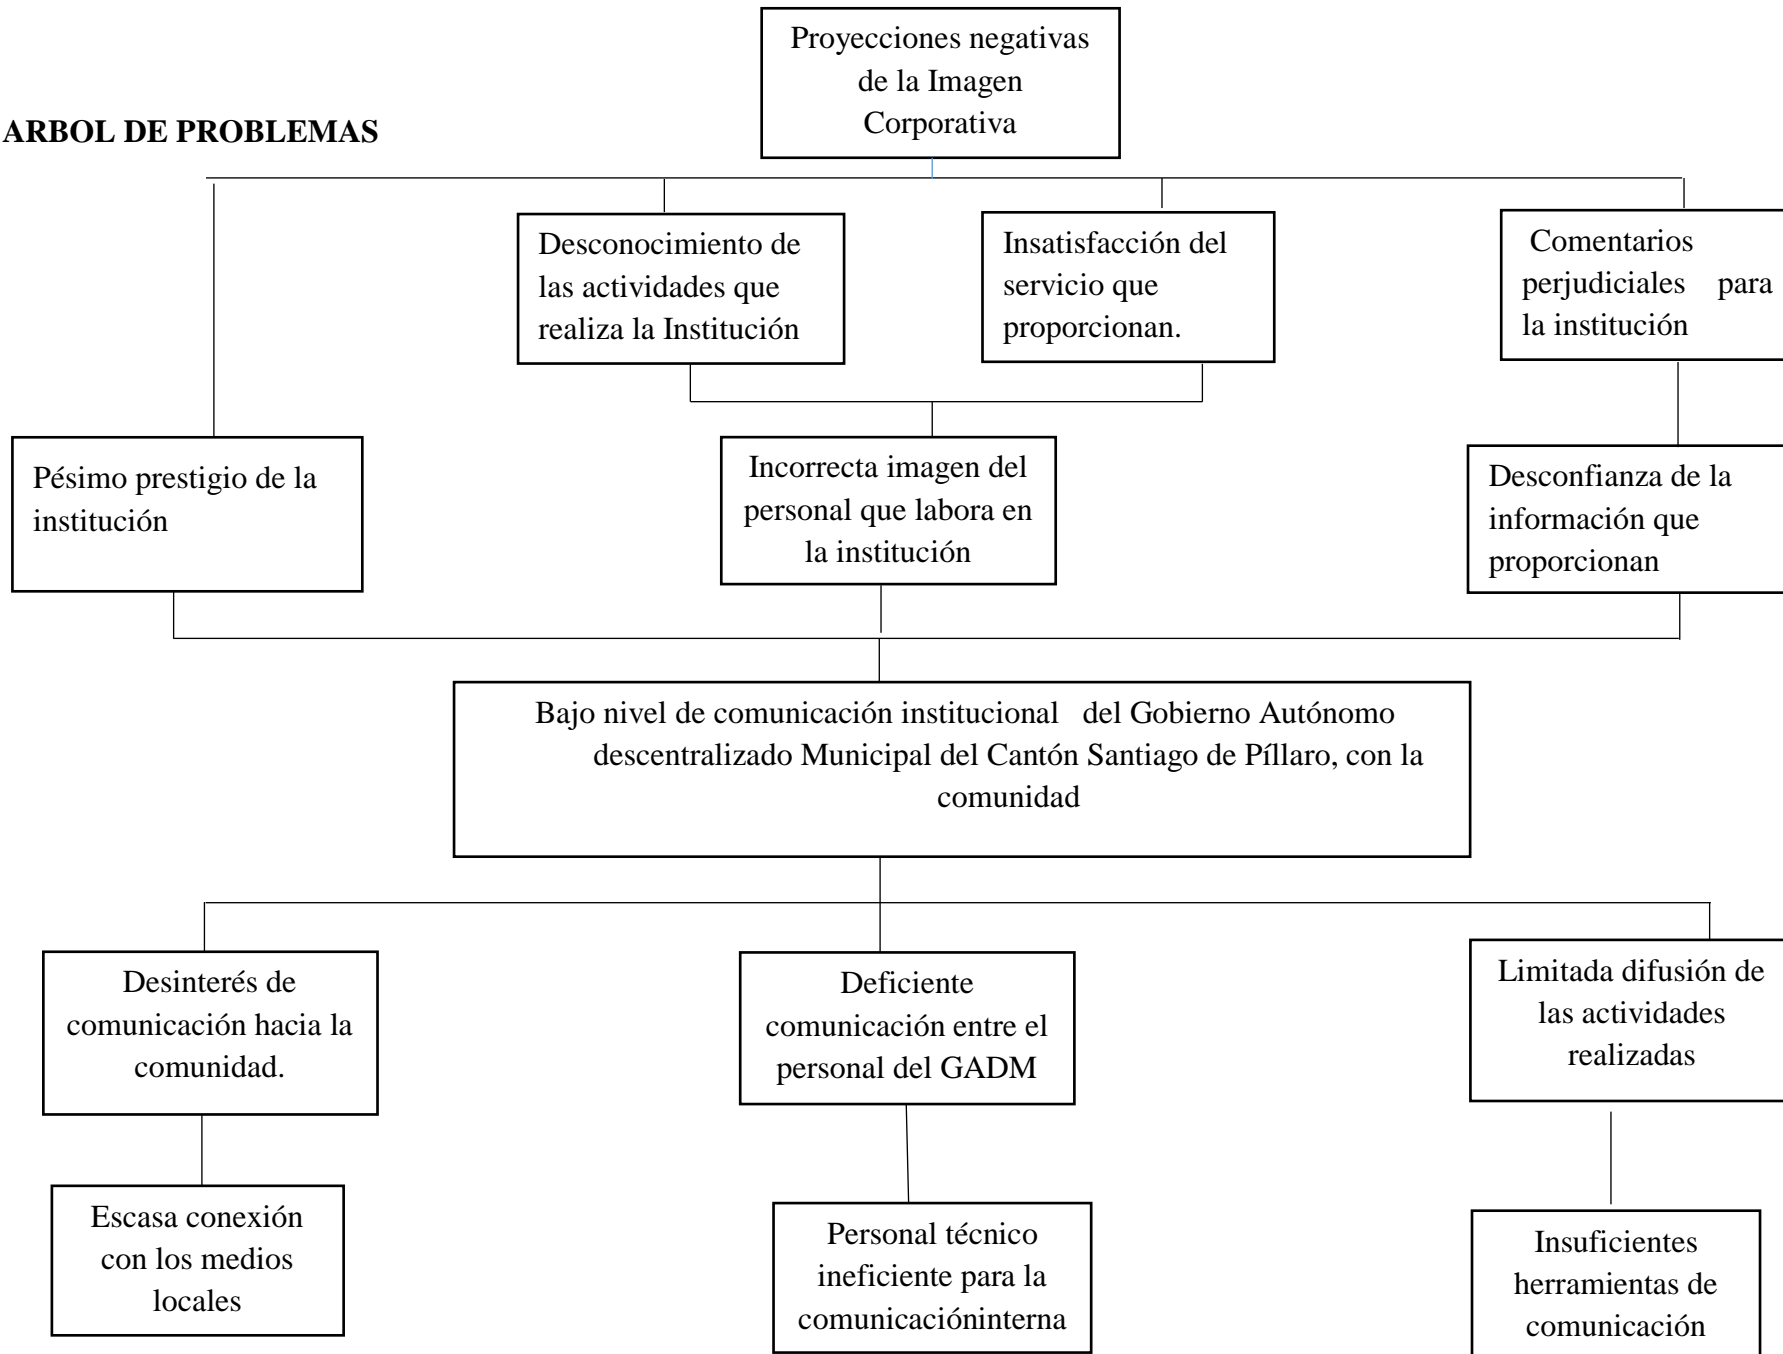 Proyecciones negativas
de la Imagen
Corporativa
ARBOL DE PROBLEMAS
Desconocimiento de
las actividades que
realiza la Institución
Insatisfacción del
servicio que
proporcionan.
Comentarios
perjudiciales para
la institución
Pésimo prestigio de la
institución
Incorrecta imagen del
personal que labora en
la institución
Desconfianza de la
información que
proporcionan
Bajo nivel de comunicación institucional del Gobierno Autónomo
descentralizado Municipal del Cantón Santiago de Píllaro, con la
comunidad
Desinterés de
comunicación hacia la
comunidad.
Deficiente
comunicación entre el
personal del GADM
Limitada difusión de
las actividades
realizadas
Escasa conexión
con los medios
locales
Personal técnico
ineficiente para la
comunicacióninterna
Insuficientes
herramientas de
comunicación